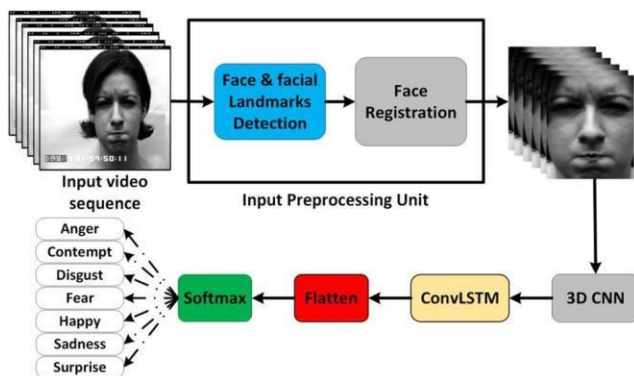 Face & facial
Landmarks
Detection
Face
Registration
Input video
sequence
Input Preprocessing Unit
Anger
Contempt
Disgust
Fear
Happy
Sadness
Surprise
Softmax
Flatten
ConvLSTM
3D CNN